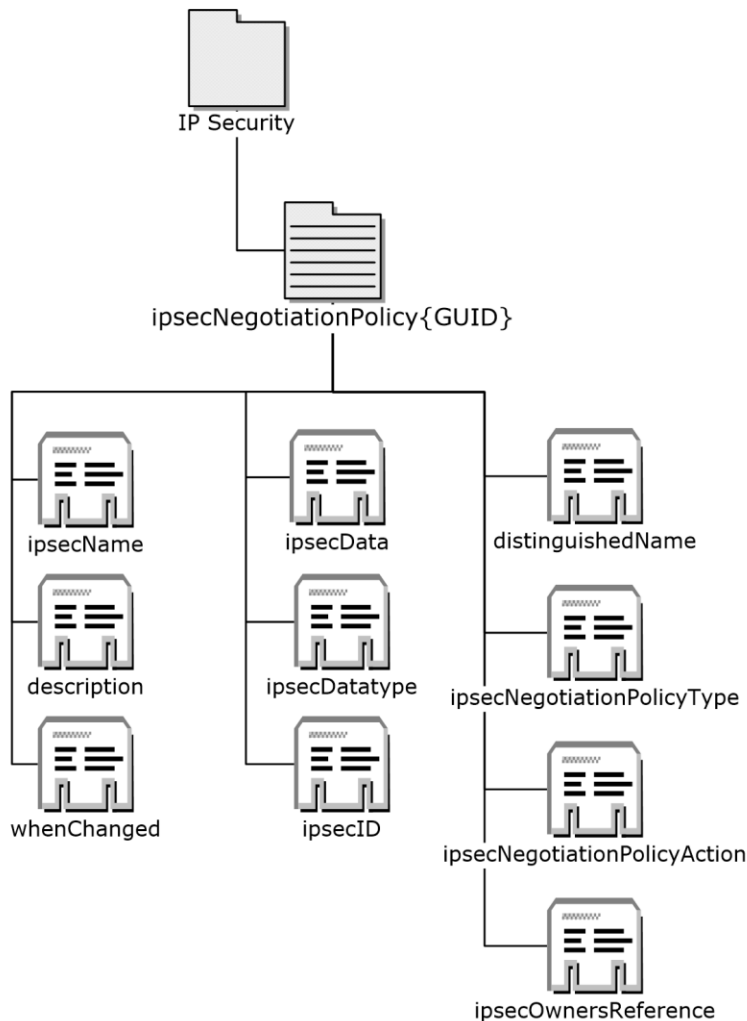 IP Security
ipsecNegotiationPolicy{GUID}
ipsecName
ipsecData
distinguishedName
description
ipsecDatatype
ipsecNegotiationPolicyType
whenChanged
ipsecID
ipsecNegotiationPolicyAction
ipsecOwnersReference